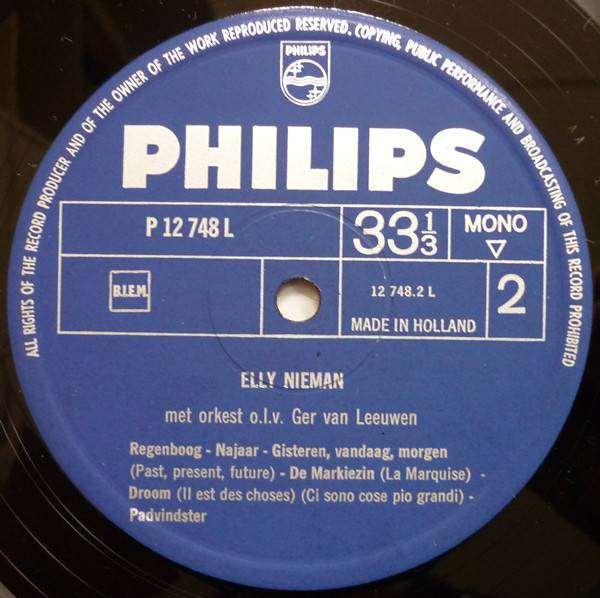 ALL RIGHTS OF THE RECORD PRODUCER AND OF THE OWNER OF THE WORK REPRODUCED RESERVED. COPYING, PUBLIC PERFORMANCE AND BROADCASTING OF THIS RECORD PROHIBITED
PHILIPS
PHILIPS
P 12 748 L
33 1/3
MONO
B.I.E.M.
12 748.2 L
2
MADE IN HOLLAND
ELLY NIEMAN
met orkest o.l.v. Ger van Leeuwen
Regenboog - Najaar - Gisteren, vandaag, morgen
(Past, present, future) - De Markiezin (La Marquise) -
Droom (Il est des choses) (Ci sono cose pio grandi) -
Padvindster